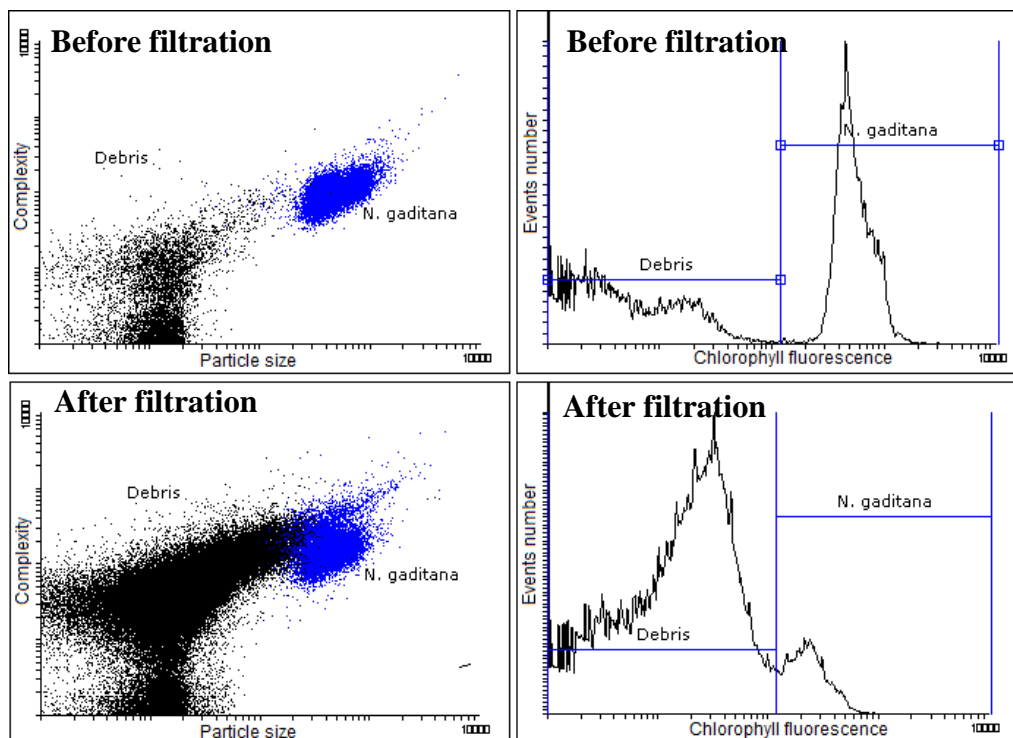 Before filtration
Complexity
Debris
N. gaditana
Particle size
10000
Before filtration
Events number
N. gaditana
Debris
Chlorophyll fluorescence
10000
After filtration
Complexity
Debris
N. gaditana
Particle size
10000
After filtration
Events number
N. gaditana
Debris
Chlorophyll fluorescence
10000